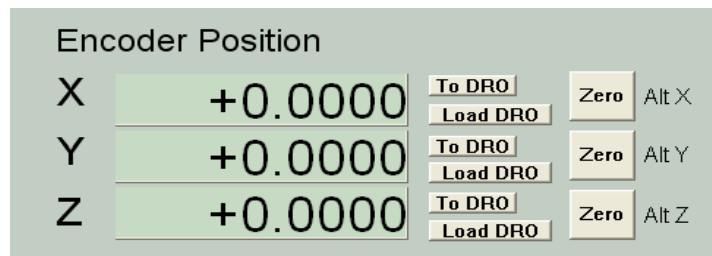 Encoder Position
X +0.0000 To DRO Load DRO Zero Alt X
Y +0.0000 To DRO Load DRO Zero Alt Y
Z +0.0000 To DRO Load DRO Zero Alt Z